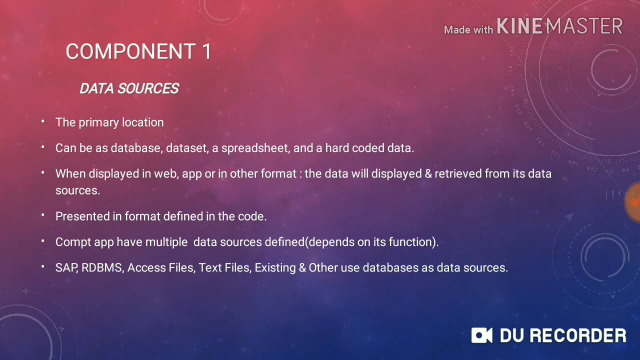 Made with KINEMASTER
COMPONENT 1
DATA SOURCES
• The primary location
• Can be as database, dataset, a spreadsheet, and a hard coded data.
• When displayed in web, app or in other format : the data will displayed & retrieved from its data
sources.
• Presented in format defined in the code.
• Compt app have multiple data sources defined(depends on its function).
• SAP, RDBMS, Access Files, Text Files, Existing & Other use databases as data sources.
DU RECORDER